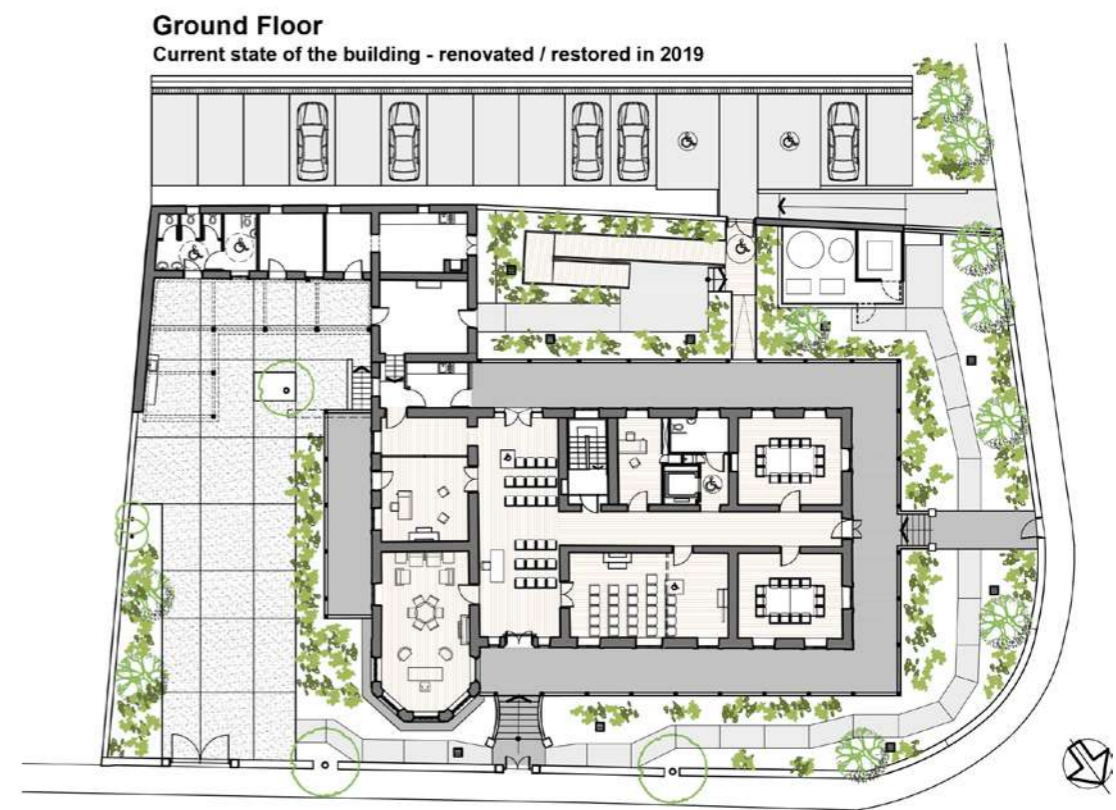 Ground Floor
Current state of the building - renovated / restored in 2019